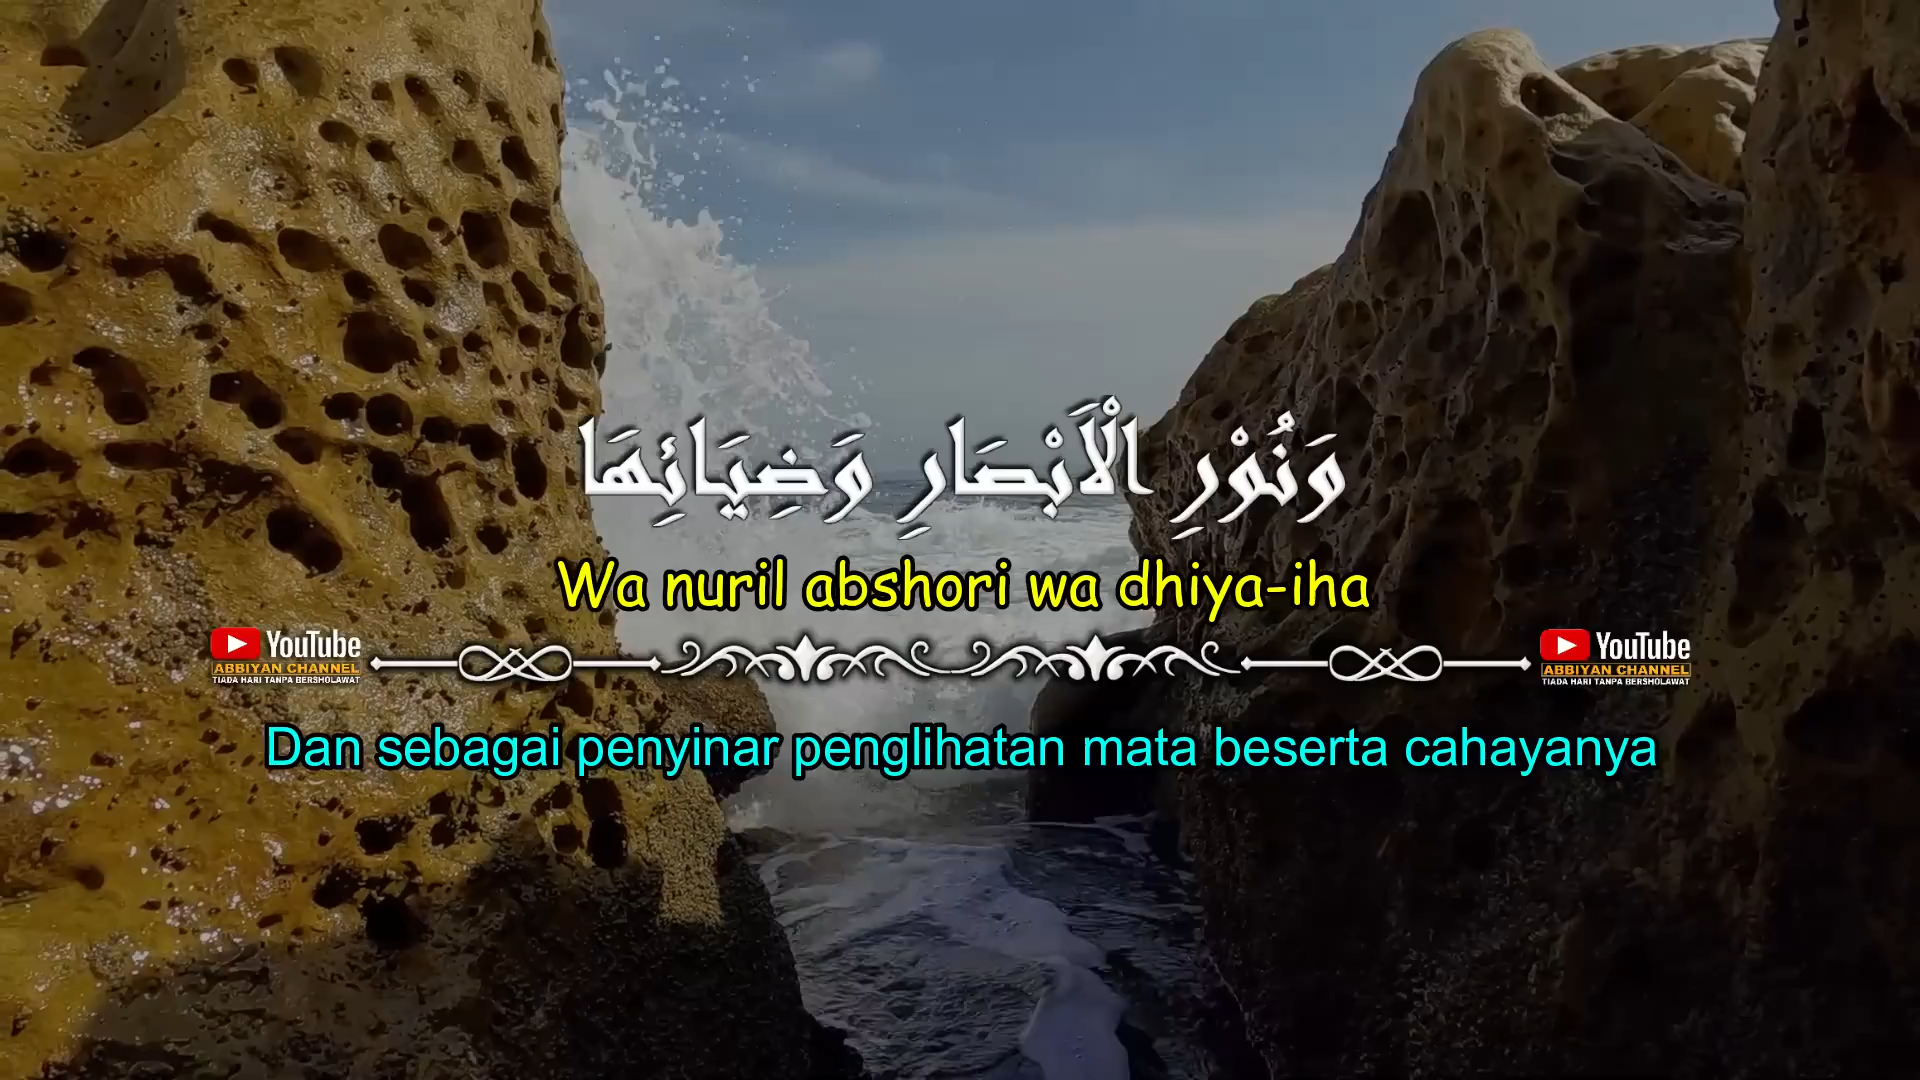 وَنُوْرِ الْاَبْصَارِ وَضِيَائِهَا
Wa nuril abshori wa dhiya-iha
YouTube
ABBIYAN CHANNEL
TIADA HARI TANPA BERSHOLAWAT
YouTube
ABBIYAN CHANNEL
TIADA HARI TANPA BERSHOLAWAT
Dan sebagai penyinar penglihatan mata beserta cahayanya